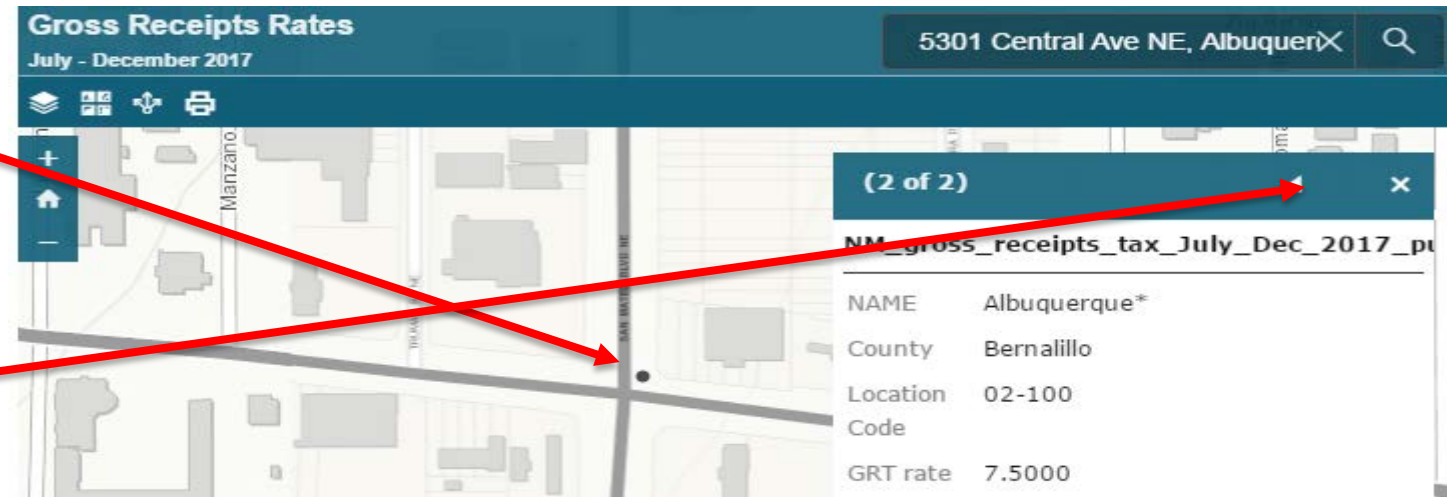 Gross Receipts Rates
July - December 2017
5301 Central Ave NE, Albuquer
Manzano
SAN MATEO BLVD NE
(2 of 2)
NM_gross_receipts_tax_July_Dec_2017_pu
NAME Albuquerque*
County Bernalillo
Location 02-100
Code
GRT rate 7.5000